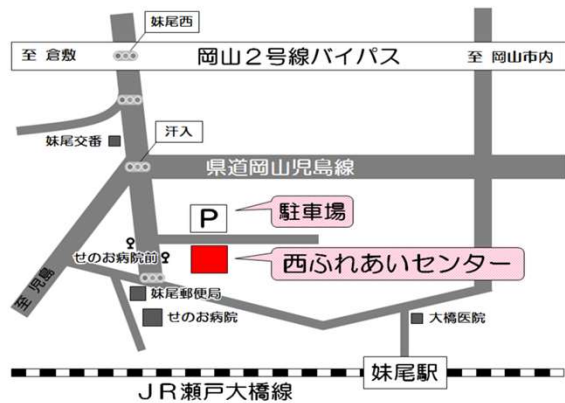 妹尾西
至 倉敷
岡山２号線バイパス
至 岡山市内
妹尾交番
汗入
県道岡山児島線
P
駐車場
せのお病院前
西ふれあいセンター
至 児島
妹尾郵便局
せのお病院
大橋医院
妹尾駅
ＪＲ瀬戸大橋線